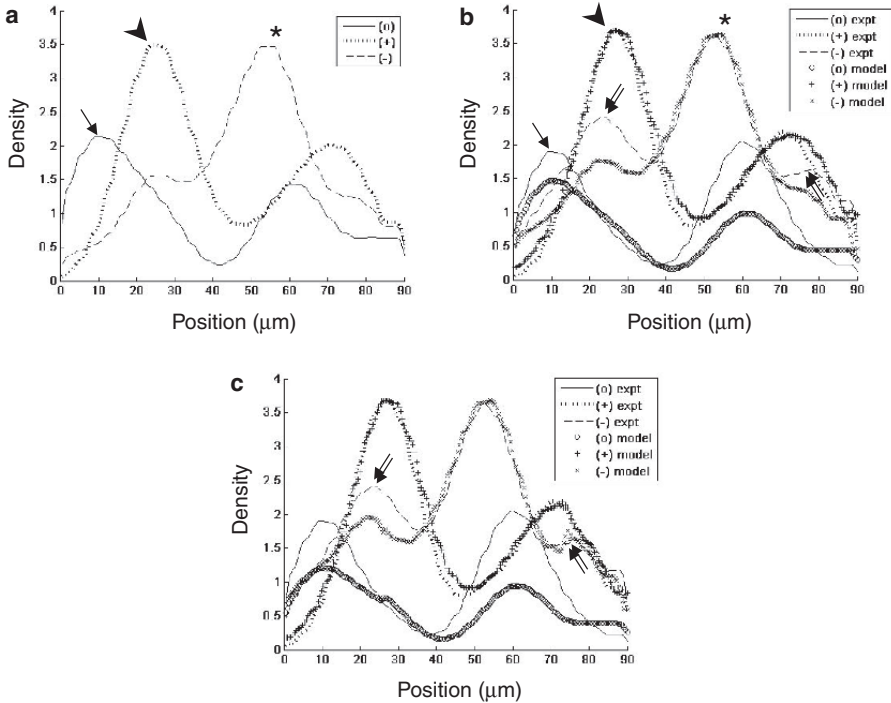 a
Density
4
3.5
3
2.5
2
1.5
1
0.5
0
0 10 20 30 40 50 60 70 80 90
Position (μm)
*
(o)
(+)
(-)
b
Density
4
3.5
3
2.5
2
1.5
1
0.5
0
0 10 20 30 40 50 60 70 80 90
Position (μm)
*
(o) expt
(+) expt
(-) expt
(o) model
(+) model
(-) model
c
Density
4
3.5
3
2.5
2
1.5
1
0.5
0
0 10 20 30 40 50 60 70 80 90
Position (μm)
(o) expt
(+) expt
(-) expt
(o) model
(+) model
(-) model